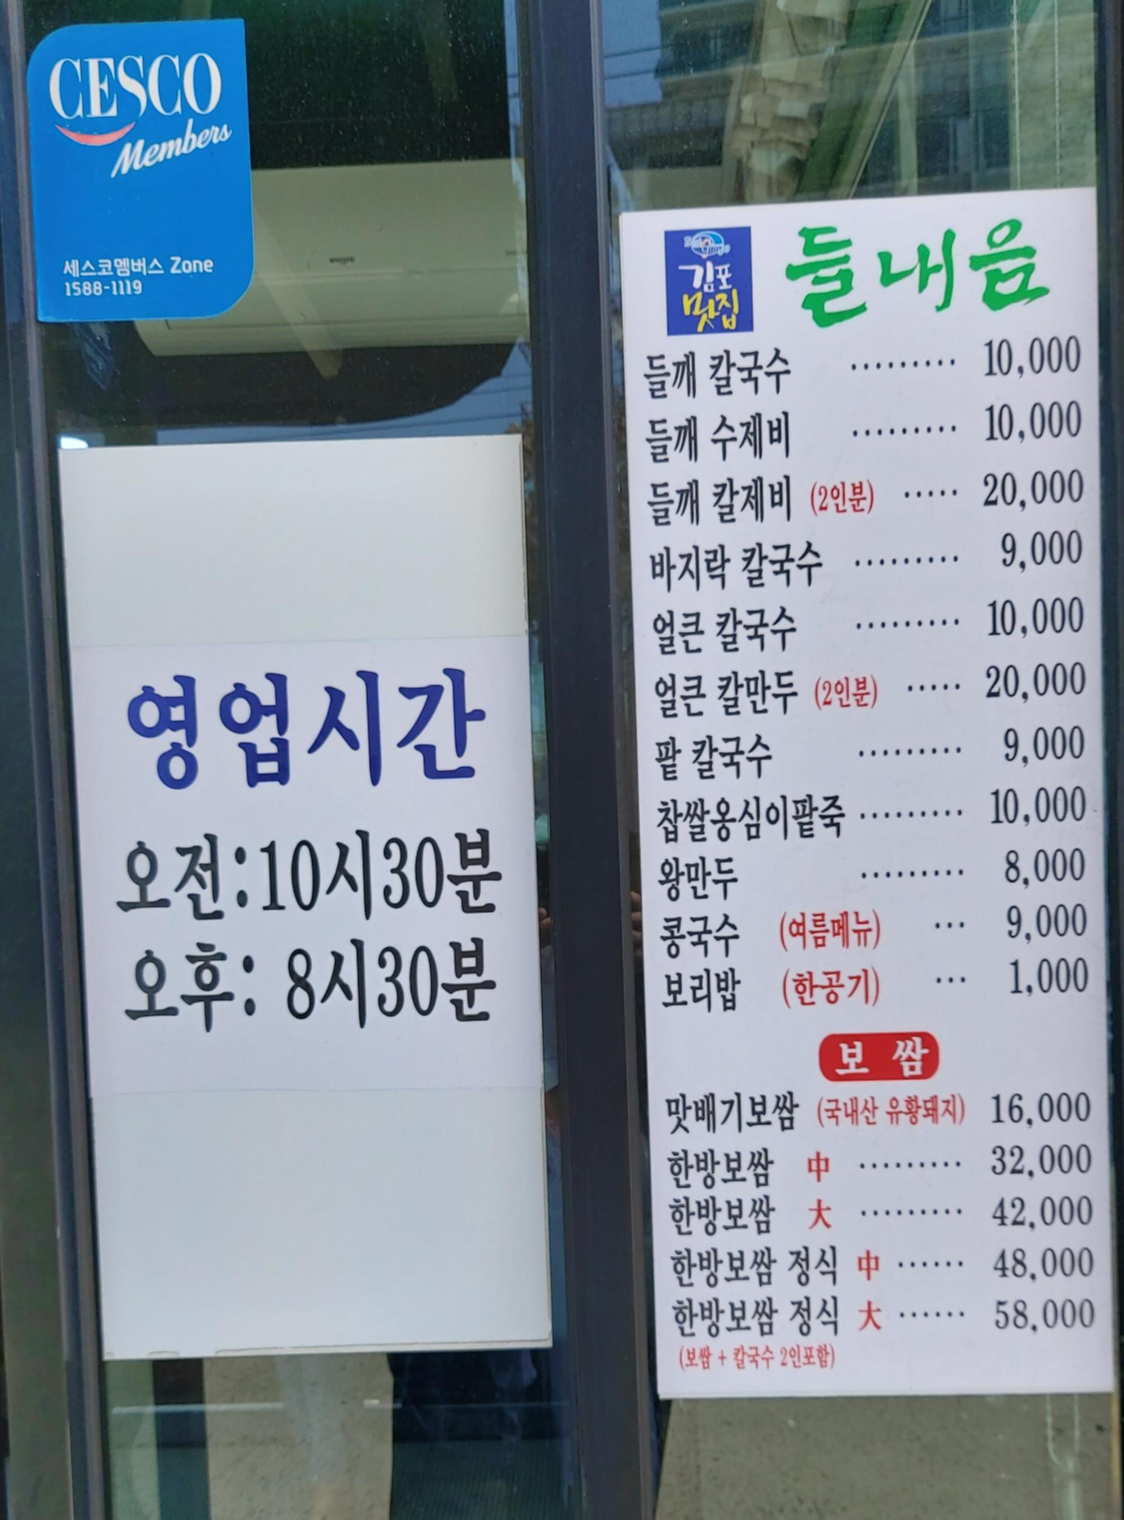 CESCO
Members
세스코멤버스 Zone
1588-1119
영업시간
오전:10시30분
오후: 8시30분
김포
맛집
들내음
들깨 칼국수 ········· 10,000
들깨 수제비 ········· 10,000
들깨 칼제비 (2인분) ····· 20,000
바지락 칼국수 ········· 9,000
얼큰 칼국수 ········· 10,000
얼큰 칼만두 (2인분) ····· 20,000
팥 칼국수 ········· 9,000
찹쌀옹심이팥죽 ········· 10,000
왕만두 ········· 8,000
콩국수 (여름메뉴) ··· 9,000
보리밥 (한공기) ··· 1,000
보 쌈
맛배기보쌈 (국내산 유황돼지) 16,000
한방보쌈 中 ········· 32,000
한방보쌈 大 ········· 42,000
한방보쌈 정식 中 ······ 48,000
한방보쌈 정식 大 ······ 58,000
(보쌈 + 칼국수 2인포함)